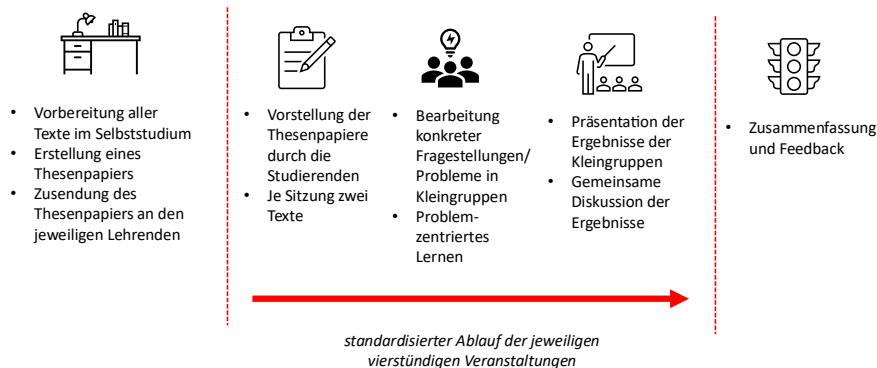 • Vorbereitung aller
Texte im Selbststudium
• Erstellung eines
Thesenpapiers
• Zusendung des
Thesenpapiers an den
jeweiligen Lehrenden
• Vorstellung der
Thesenpapiere
durch die
Studierenden
• Je Sitzung zwei
Texte
• Bearbeitung
konkreter
Fragestellungen/
Probleme in
Kleingruppen
• Problem-
zentriertes
Lernen
• Präsentation der
Ergebnisse der
Kleingruppen
• Gemeinsame
Diskussion der
Ergebnisse
• Zusammenfassung
und Feedback
standardisierter Ablauf der jeweiligen
vierstündigen Veranstaltungen